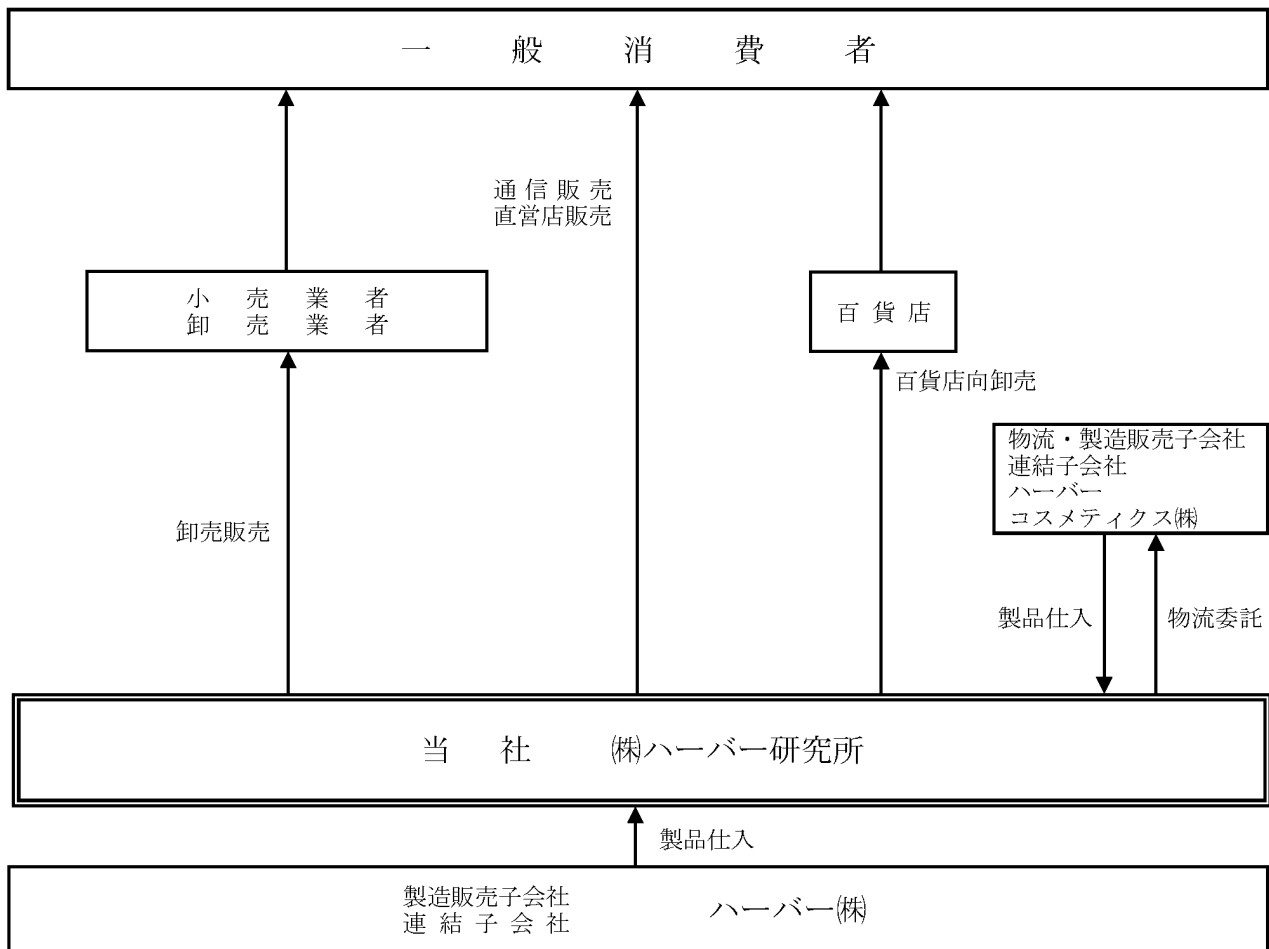 一般消費者
通信販売
直営店販売
小売業者
卸売業者
百貨店
百貨店向卸売
物流・製造販売子会社
連結子会社
ハーバー
コスメティクス㈱
卸売販売
製品仕入
物流委託
当社 ㈱ハーバー研究所
製品仕入
製造販売子会社
連結子会社
ハーバー㈱